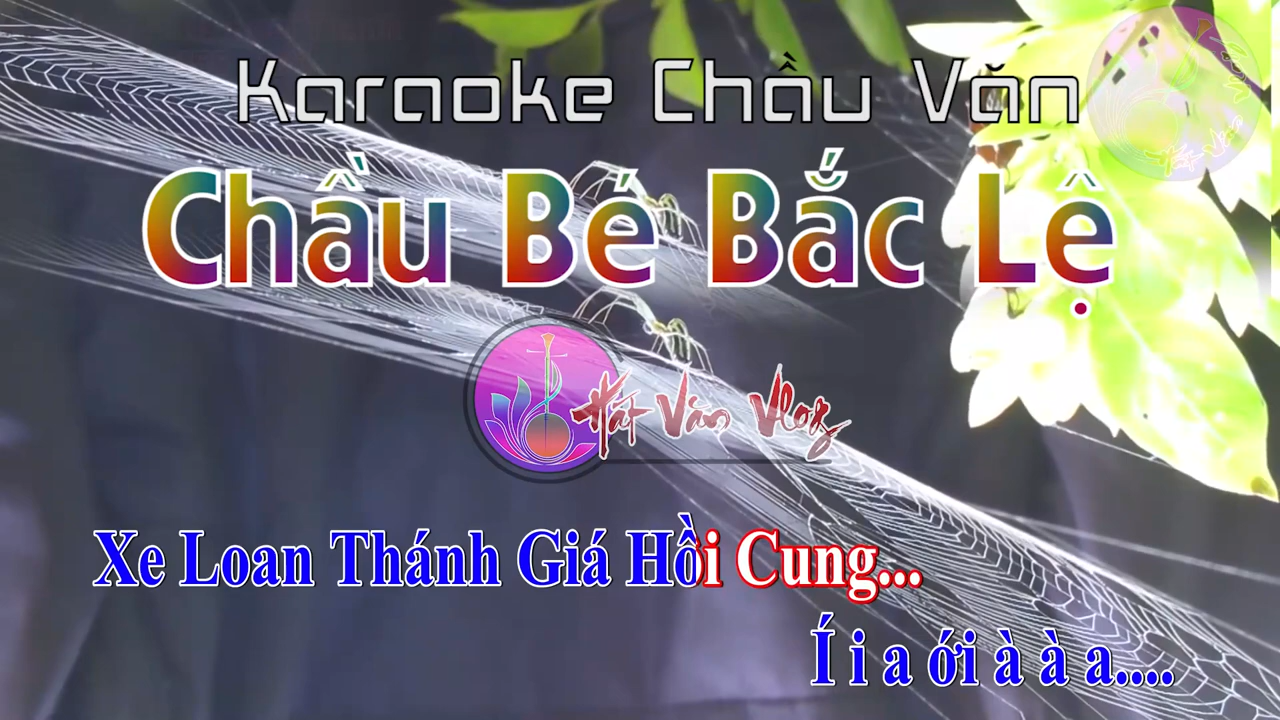 Karaoke Chầu Văn
Chầu Bé Bắc Lệ
Hát Văn Vlog
Xe Loan Thánh Giá Hồi Cung...
Í i a ới à à a....